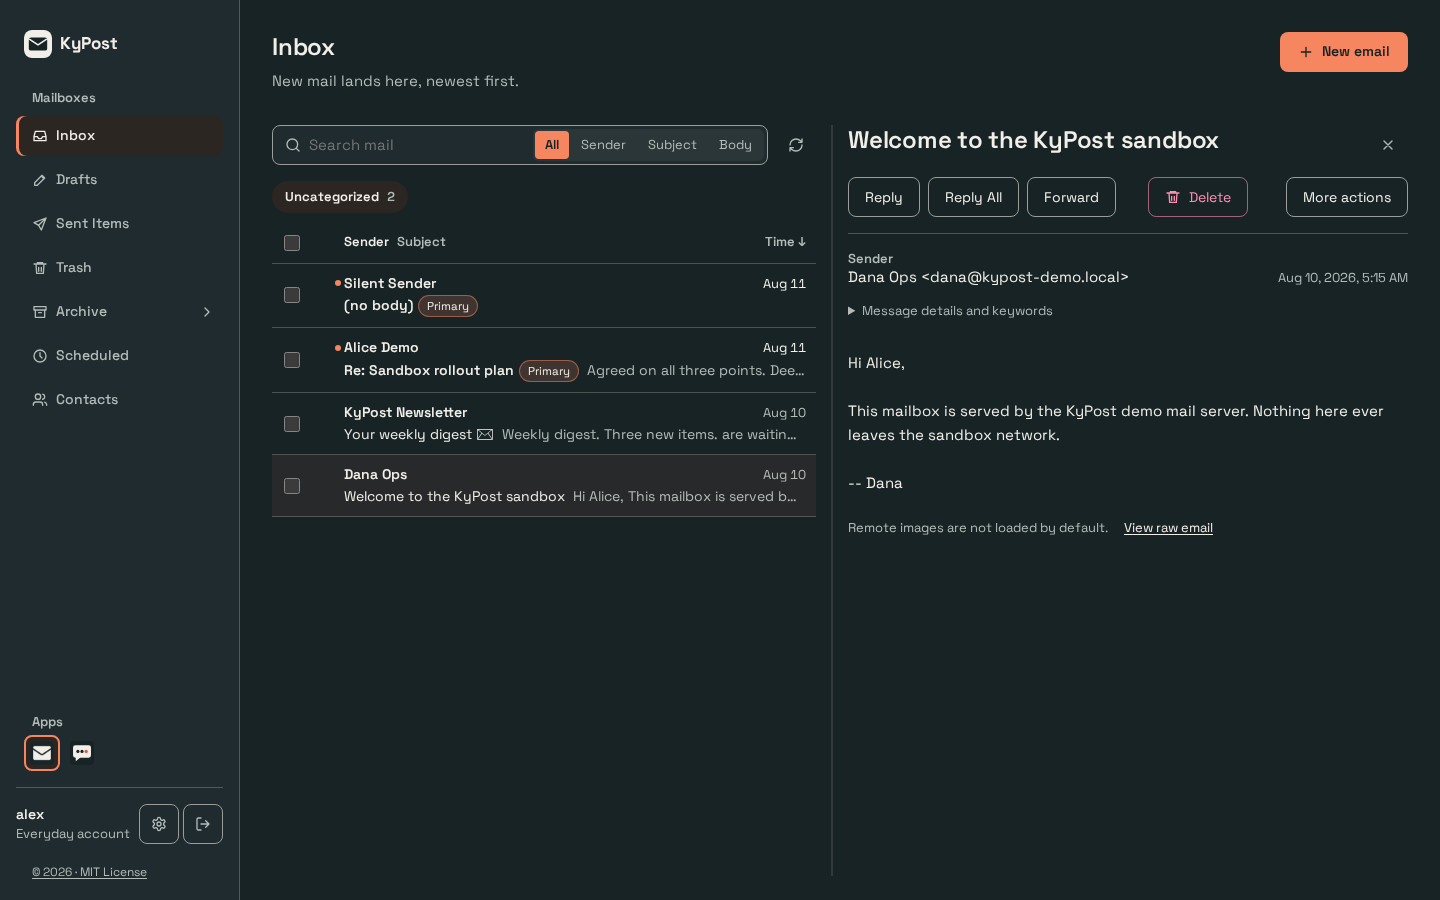 KyPost
Mailboxes
Inbox
Drafts
Sent Items
Trash
Archive
Scheduled
Contacts
Apps
alex
Everyday account
© 2026 · MIT License
Inbox
New mail lands here, newest first.
New email
Search mail
All Sender Subject Body
Uncategorized 2
Sender Subject Time ↓
Silent Sender Aug 11
(no body) Primary
Alice Demo Aug 11
Re: Sandbox rollout plan Primary Agreed on all three points. Dee...
KyPost Newsletter Aug 10
Your weekly digest ✉ Weekly digest. Three new items. are waitin...
Dana Ops Aug 10
Welcome to the KyPost sandbox Hi Alice, This mailbox is served b...
Welcome to the KyPost sandbox
Reply Reply All Forward Delete More actions
Sender
Dana Ops <dana@kypost-demo.local> Aug 10, 2026, 5:15 AM
Message details and keywords
Hi Alice,
This mailbox is served by the KyPost demo mail server. Nothing here ever
leaves the sandbox network.
-- Dana
Remote images are not loaded by default. View raw email